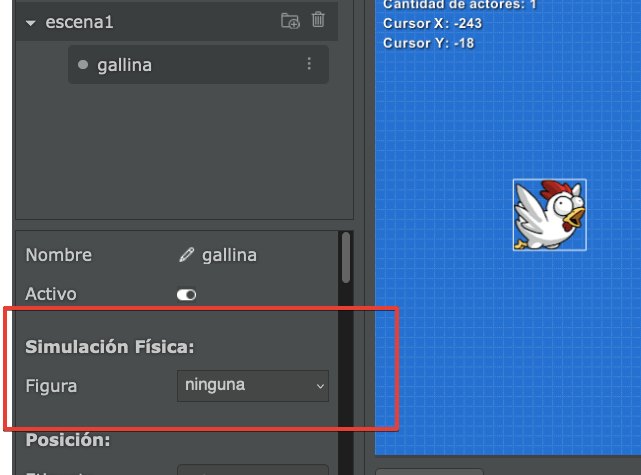 escena1
gallina
Nombre
gallina
Activo
Simulación Física:
Figura
ninguna
Posición:
Cantidad de actores: 1
Cursor X: -243
Cursor Y: -18